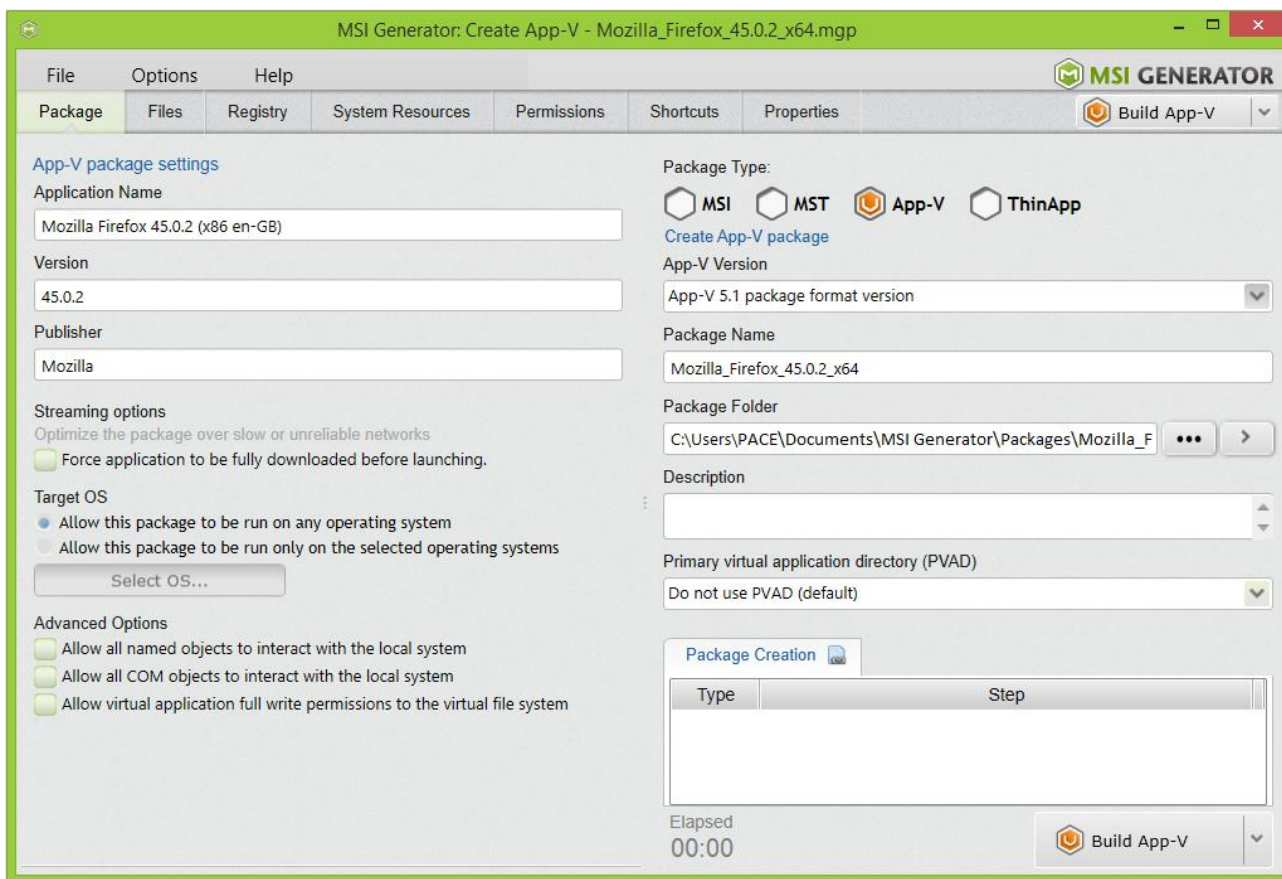 MSI Generator: Create App-V - Mozilla_Firefox_45.0.2_x64.mgp
File Options Help
MSI GENERATOR
Package Files Registry System Resources Permissions Shortcuts Properties
Build App-V
App-V package settings
Application Name
Mozilla Firefox 45.0.2 (x86 en-GB)
Version
45.0.2
Publisher
Mozilla
Streaming options
Optimize the package over slow or unreliable networks
Force application to be fully downloaded before launching.
Target OS
Allow this package to be run on any operating system
Allow this package to be run only on the selected operating systems
Select OS...
Advanced Options
Allow all named objects to interact with the local system
Allow all COM objects to interact with the local system
Allow virtual application full write permissions to the virtual file system
Package Type:
MSI MST App-V ThinApp
Create App-V package
App-V Version
App-V 5.1 package format version
Package Name
Mozilla_Firefox_45.0.2_x64
Package Folder
C:\Users\PACE\Documents\MSI Generator\Packages\Mozilla_F
Description
Primary virtual application directory (PVAD)
Do not use PVAD (default)
Package Creation
Type Step
Elapsed
00:00
Build App-V